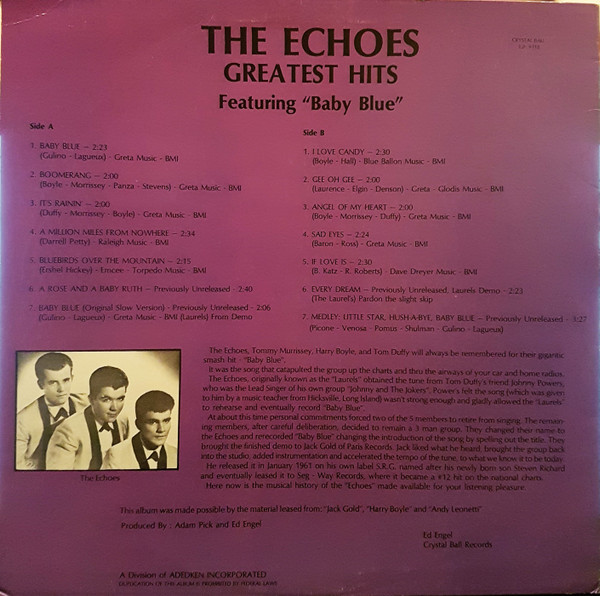 THE ECHOES
GREATEST HITS
Featuring "Baby Blue"
Side A
1. BABY BLUE — 2:23
(Gulino - Lagueux) - Greta Music - BMI
2. BOOMERANG — 2:00
(Boyle - Morrissey - Panza - Stevens) - Greta Music - BMI
3. IT'S RAININ' — 2:00
(Duffy - Morrissey - Boyle) - Greta Music - BMI
4. A MILLION MILES FROM NOWHERE — 2:34
(Darrell Petty) - Raleigh Music - BMI
5. BLUEBIRDS OVER THE MOUNTAIN — 2:15
(Ershel Hickey) - Emcee - Torpedo Music - BMI
6. A ROSE AND A BABY RUTH — Previously Unreleased - 2:40
7. BABY BLUE (Original Slow Version) - Previously Unreleased - 2:06
(Gulino - Lagueux) - Greta Music - BMI (Laurels) From Demo
Side B
1. I LOVE CANDY — 2:30
(Boyle - Hall) - Blue Ballon Music - BMI
2. GEE OH GEE — 2:00
(Laurence - Elgin - Denson) - Greta - Glodis Music - BMI
3. ANGEL OF MY HEART — 2:00
(Boyle - Morrissey - Duffy) - Greta Music - BMI
4. SAD EYES — 2:24
(Baron - Ross) - Greta Music - BMI
5. IF LOVE IS — 2:30
(B. Katz - R. Roberts) - Dave Dreyer Music - BMI
6. EVERY DREAM — Previously Unreleased, Laurels Demo - 2:23
(The Laurels) Pardon the slight skip
7. MEDLEY: LITTLE STAR, HUSH-A-BYE, BABY BLUE — Previously Unreleased - 3:27
(Picone - Venosa - Pomus - Shulman - Gulino - Lagueux)
The Echoes, Tommy Murrissey, Harry Boyle, and Tom Duffy will always be remembered for their gigantic
smash hit - "Baby Blue".
It was the song that catapulted the group up the charts and thru the airways of your car and home radios.
The Echoes, originally known as the "Laurels" obtained the tune from Tom Duffy's friend Johnny Powers,
who was the Lead Singer of his own group "Johnny and The Jokers". Powers felt the song (which was given
to him by a music teacher from Hicksville, Long Island) wasn't strong enough and gladly allowed the "Laurels"
to rehearse and eventually record "Baby Blue".
At about this time personal commitments forced two of the 5 members to retire from singing. The remain-
ing members, after careful deliberation, decided to remain a 3 man group. They changed their name to
the Echoes and rerecorded "Baby Blue" changing the introduction of the song by spelling out the title. They
brought the finished demo to Jack Gold of Paris Records. Jack liked what he heard, brought the group back
into the studio, added instrumentation and accelerated the tempo of the tune, to what we know it to be today.
He released it in January 1961 on his own label S.R.G. named after his newly born son Steven Richard
and eventually leased it to Seg - Way Records, where it became a #12 hit on the national charts.
Here now is the musical history of the "Echoes" made available for your listening pleasure.
The Echoes
This album was made possible by the material leased from: "Jack Gold", "Harry Boyle" and "Andy Leonetti"
Produced By : Adam Pick and Ed Engel
Ed Engel
Crystal Ball Records
A Division of ADEDKEN INCORPORATED
DUPLICATION OF THIS ALBUM IS PROHIBITED BY FEDERAL LAWS